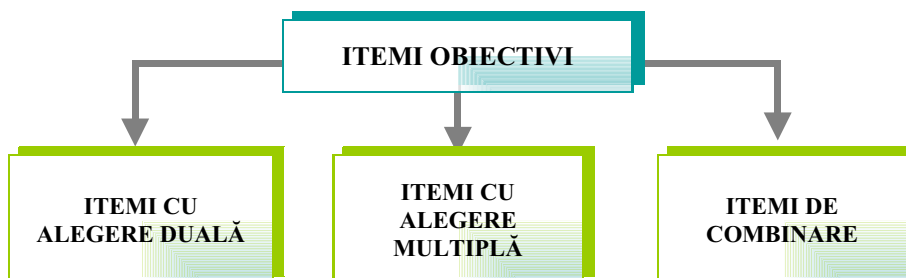 ITEMI OBIECTIVI
ITEMI CU
ALEGERE DUALĂ
ITEMI CU
ALEGERE
MULTIPLĂ
ITEMI DE
COMBINARE